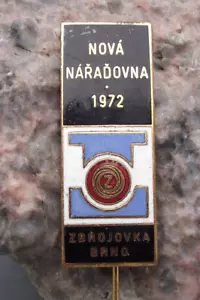 NOVÁ
NÁŘAĎOVNA
· 1972
Z
ZBROJOVKA
BRNO